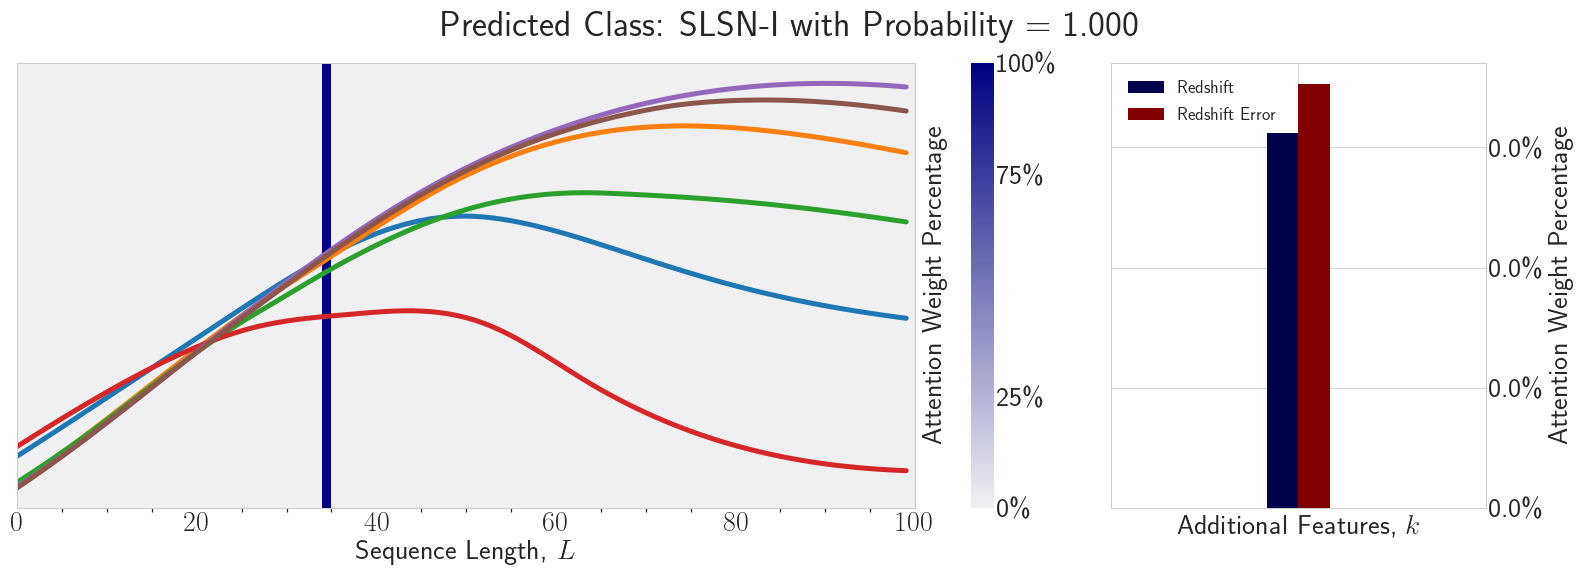 Predicted Class: SLSN-I with Probability = 1.000
0
20
40
60
80
100
Sequence Length, L
Attention Weight Percentage
100%
75%
25%
0%
Redshift
Redshift Error
0.0%
0.0%
0.0%
0.0%
Attention Weight Percentage
Additional Features, k